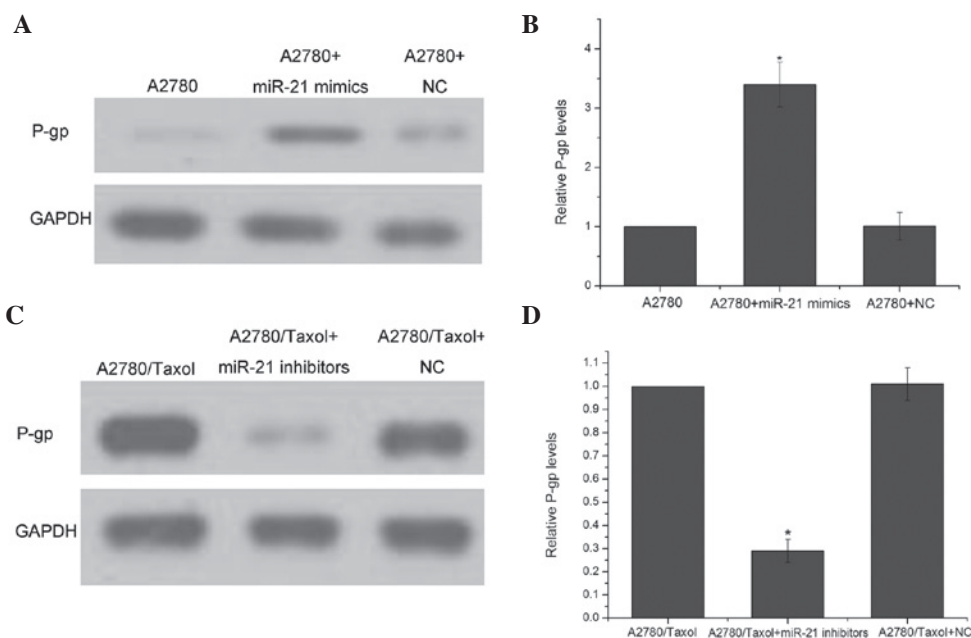 A
A2780
A2780+
miR-21 mimics
A2780+
NC
P-gp
GAPDH
B
Relative P-gp levels
4
3
2
1
0
*
A2780
A2780+miR-21 mimics
A2780+NC
C
A2780/Taxol
A2780/Taxol+
miR-21 inhibitors
A2780/Taxol+
NC
P-gp
GAPDH
D
Relative P-gp levels
1.1
1.0
0.9
0.8
0.7
0.6
0.5
0.4
0.3
0.2
0.1
0.0
*
A2780/Taxol
A2780/Taxol+miR-21 inhibitors
A2780/Taxol+NC